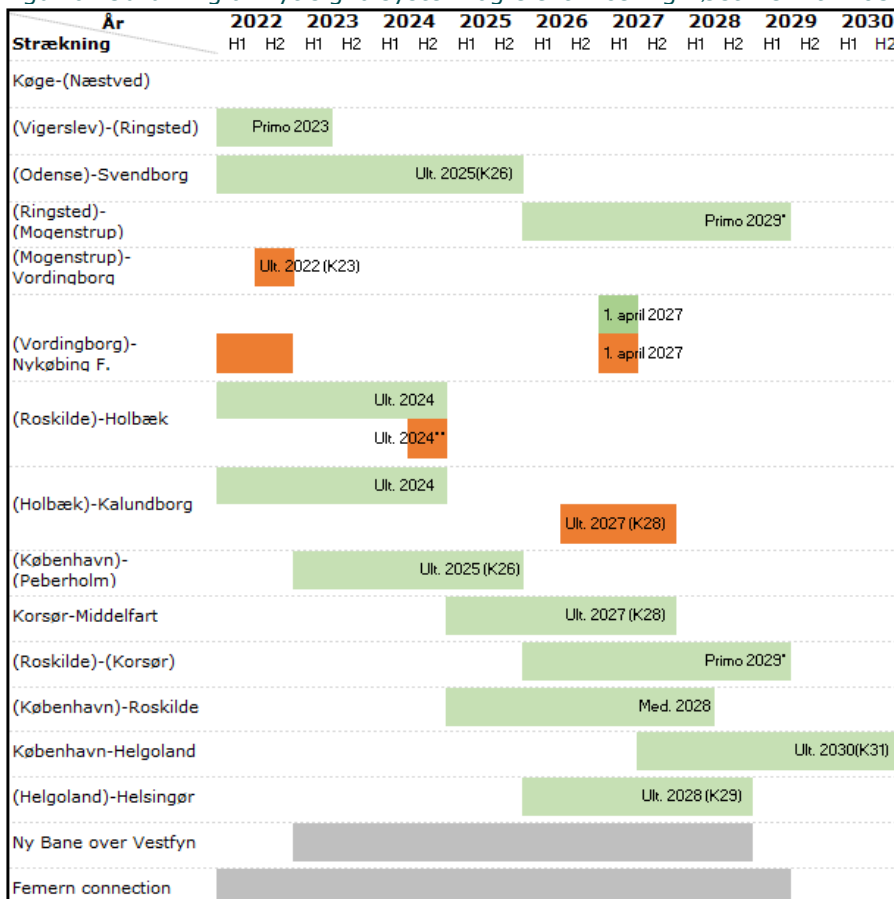 År
2022 2023 2024 2025 2026 2027 2028 2029 2030
Strækning
H1 H2 H1 H2 H1 H2 H1 H2 H1 H2 H1 H2 H1 H2 H1 H2 H1 H2
Køge-(Næstved)
(Vigerslev)-(Ringsted) Primo 2023
(Odense)-Svendborg Ult. 2025(K26)
(Ringsted)-
(Mogenstrup) Primo 2029*
(Mogenstrup)-
Vordingborg Ult. 2022 (K23)
1. april 2027
(Vordingborg)-
Nykøbing F. 1. april 2027
Ult. 2024
(Roskilde)-Holbæk
Ult. 2024**
Ult. 2024
(Holbæk)-Kalundborg
Ult. 2027 (K28)
(København)-
(Peberholm) Ult. 2025 (K26)
Korsør-Middelfart Ult. 2027 (K28)
(Roskilde)-(Korsør) Primo 2029*
(København)-Roskilde Med. 2028
København-Helgoland Ult. 2030(K31)
(Helgoland)-Helsingør Ult. 2028 (K29)
Ny Bane over Vestfyn
Femern connection